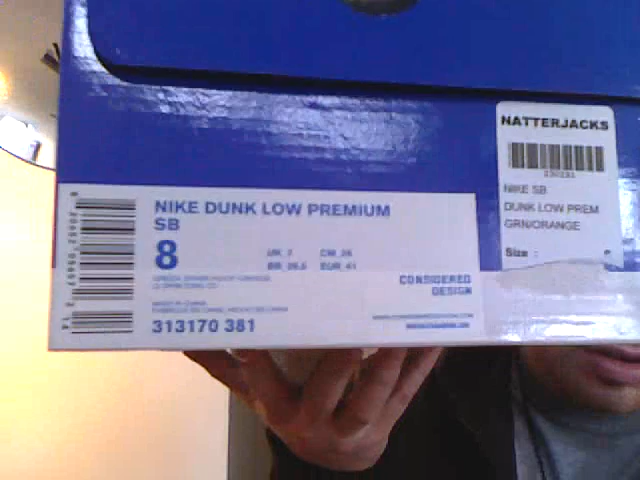 NATTERJACKS
NIKE SB
DUNK LOW PREM
GRN/ORANGE
Size :
NIKE DUNK LOW PREMIUM
SB
8
UK 7 CM 26
EUR 41
CONSIDERED
DESIGN
MADE IN CHINA
313170 381